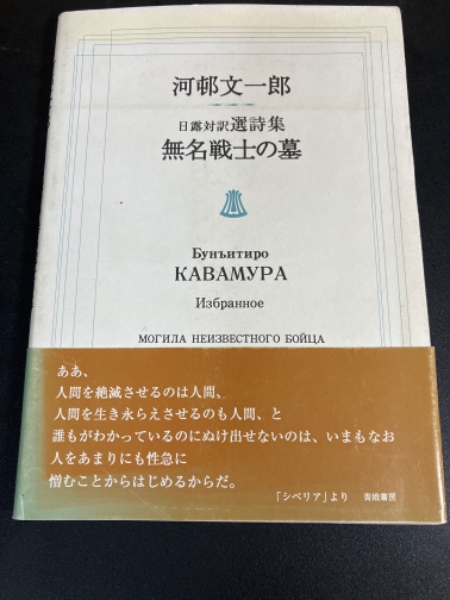 河邨文一郎
日露対訳選詩集
無名戦士の墓
Бунъитиро
КАВАМУРА
Избранное
МОГИЛА НЕИЗВЕСТНОГО БОЙЦА
ああ、
人間を絶滅させるのは人間、
人間を生き永らえさせるのも人間、と
誰もがわかっているのにぬけ出せないのは、いまもなお
人をあまりにも性急に
憎むことからはじめるからだ。
「シベリア」より 青娥書房